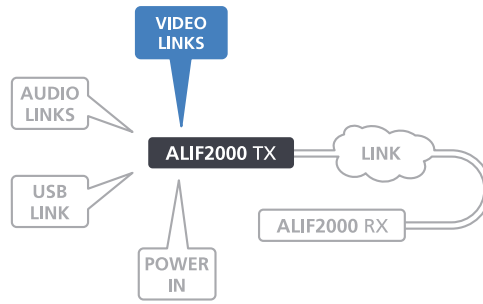 VIDEO
LINKS
AUDIO
LINKS
ALIF2000 TX
LINK
USB
LINK
ALIF2000 RX
POWER
IN